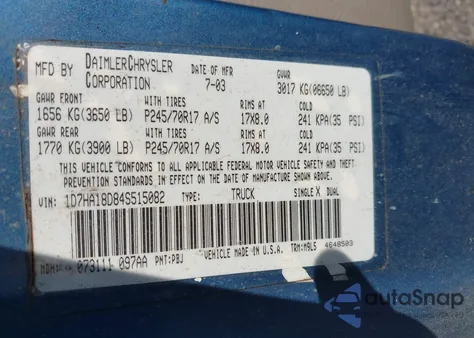 MFD BY DAIMLERCHRYSLER CORPORATION DATE OF MFR 7-03 GVWR 3017 KG(06650 LB)
GAWR FRONT WITH TIRES RIMS AT COLD
1656 KG(3650 LB) P245/70R17 A/S 17X8.0 241 KPA(35 PSI)
GAWR REAR WITH TIRES RIMS AT COLD
1770 KG(3900 LB) P245/70R17 A/S 17X8.0 241 KPA(35 PSI)
THIS VEHICLE CONFORMS TO ALL APPLICABLE FEDERAL MOTOR VEHICLE SAFETY STANDARDS IN EFFECT ON THE DATE OF MANUFACTURE SHOWN ABOVE
VIN: 1D7HA18D84S515082 TYPE: TRUCK SINGLE X DUAL
VEHICLE MADE IN U.S.A. 4648503
MDH: 073111 097AA PNT:PBJ TRM:M9L5
autoSnap